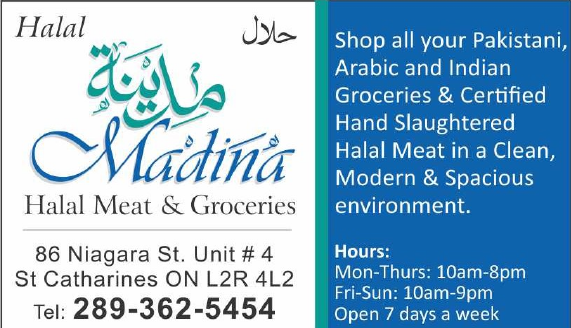 Halal
حلال
مدينة
Madina
Halal Meat & Groceries
86 Niagara St. Unit # 4
St Catharines ON L2R 4L2
Tel: 289-362-5454
Shop all your Pakistani,
Arabic and Indian
Groceries & Certified
Hand Slaughtered
Halal Meat in a Clean,
Modern & Spacious
environment.
Hours:
Mon-Thurs: 10am-8pm
Fri-Sun: 10am-9pm
Open 7 days a week